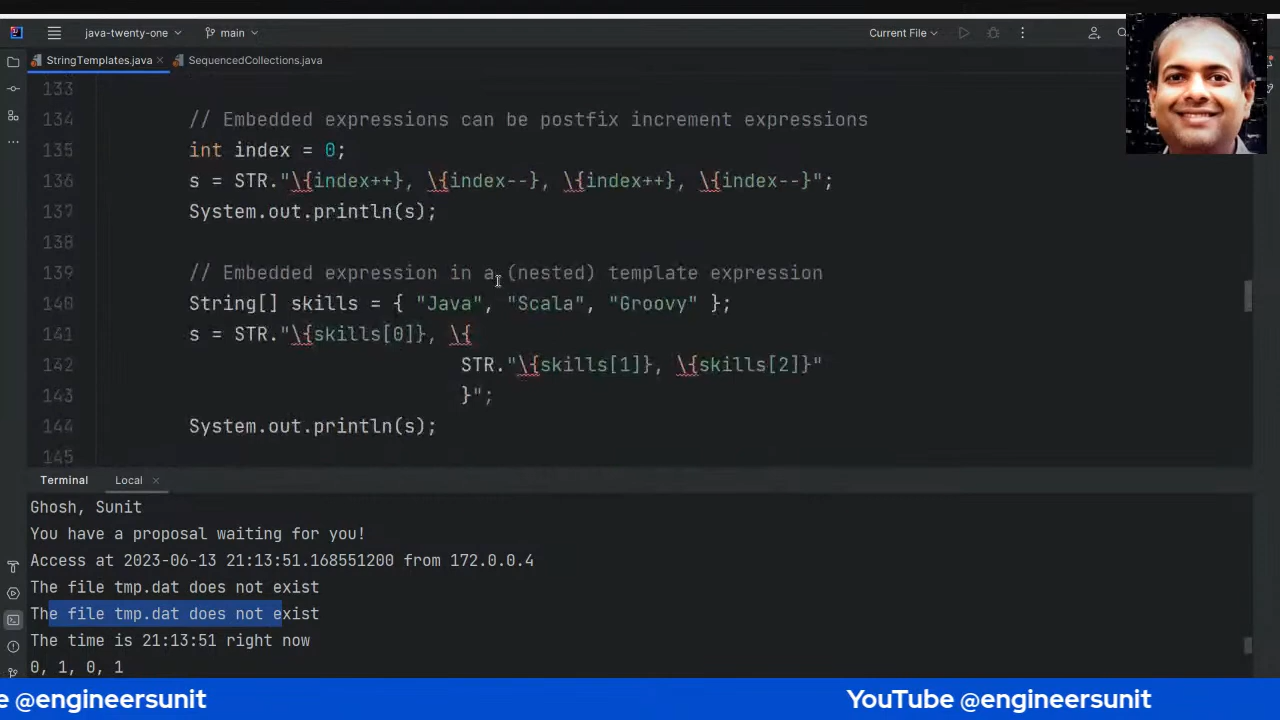 java-twenty-one
main
Current File
StringTemplates.java
SequencedCollections.java
133
134 // Embedded expressions can be postfix increment expressions
135 int index = 0;
136 s = STR."\{index++}, \{index--}, \{index++}, \{index--}";
137 System.out.println(s);
138
139 // Embedded expression in a (nested) template expression
140 String[] skills = { "Java", "Scala", "Groovy" };
141 s = STR."\{skills[0]}, \{
142 STR."\{skills[1]}, \{skills[2]}"
143 }";
144 System.out.println(s);
145
Terminal Local
Ghosh, Sunit
You have a proposal waiting for you!
Access at 2023-06-13 21:13:51.168551200 from 172.0.0.4
The file tmp.dat does not exist
The file tmp.dat does not exist
The time is 21:13:51 right now
0, 1, 0, 1
e @engineersunit YouTube @engineersunit